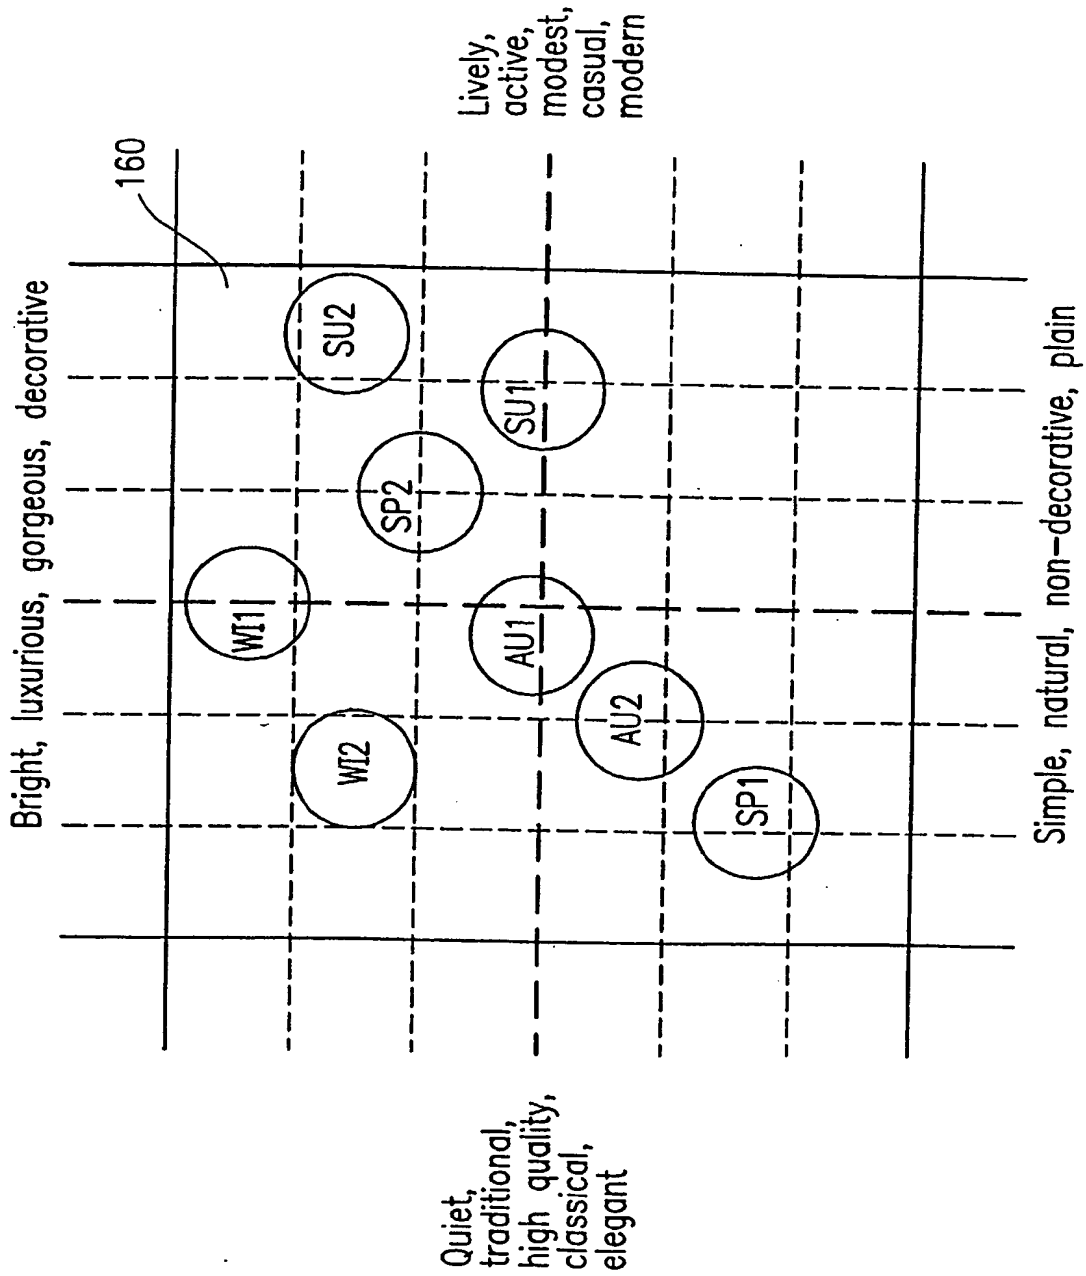 Bright, luxurious, gorgeous, decorative
160
WI1
SU2
WI2
SP2
Quiet,
traditional,
high quality,
classical,
elegant
AU1
SU1
Lively,
active,
modest,
casual,
modern
AU2
SP1
Simple, natural, non-decorative, plain